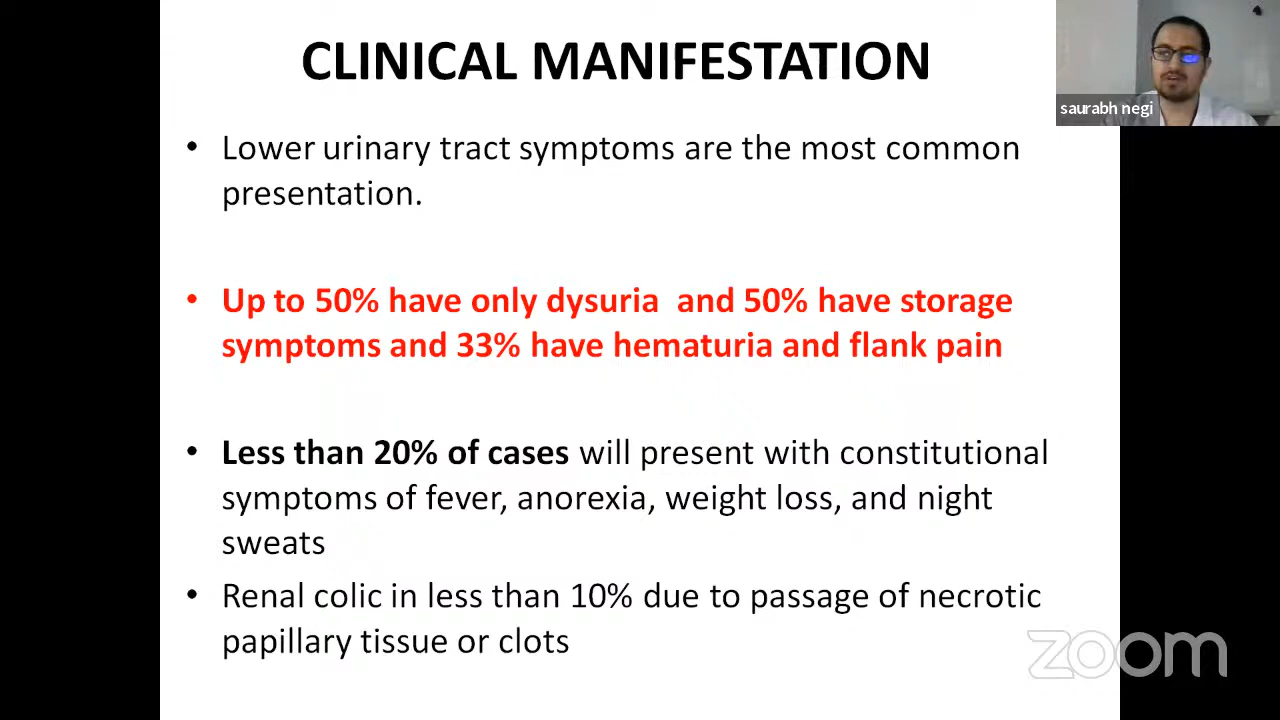 CLINICAL MANIFESTATION
saurabh negi
• Lower urinary tract symptoms are the most common
presentation.
• Up to 50% have only dysuria  and 50% have storage
symptoms and 33% have hematuria and flank pain
• Less than 20% of cases will present with constitutional
symptoms of fever, anorexia, weight loss, and night
sweats
• Renal colic in less than 10% due to passage of necrotic
papillary tissue or clots
zoom